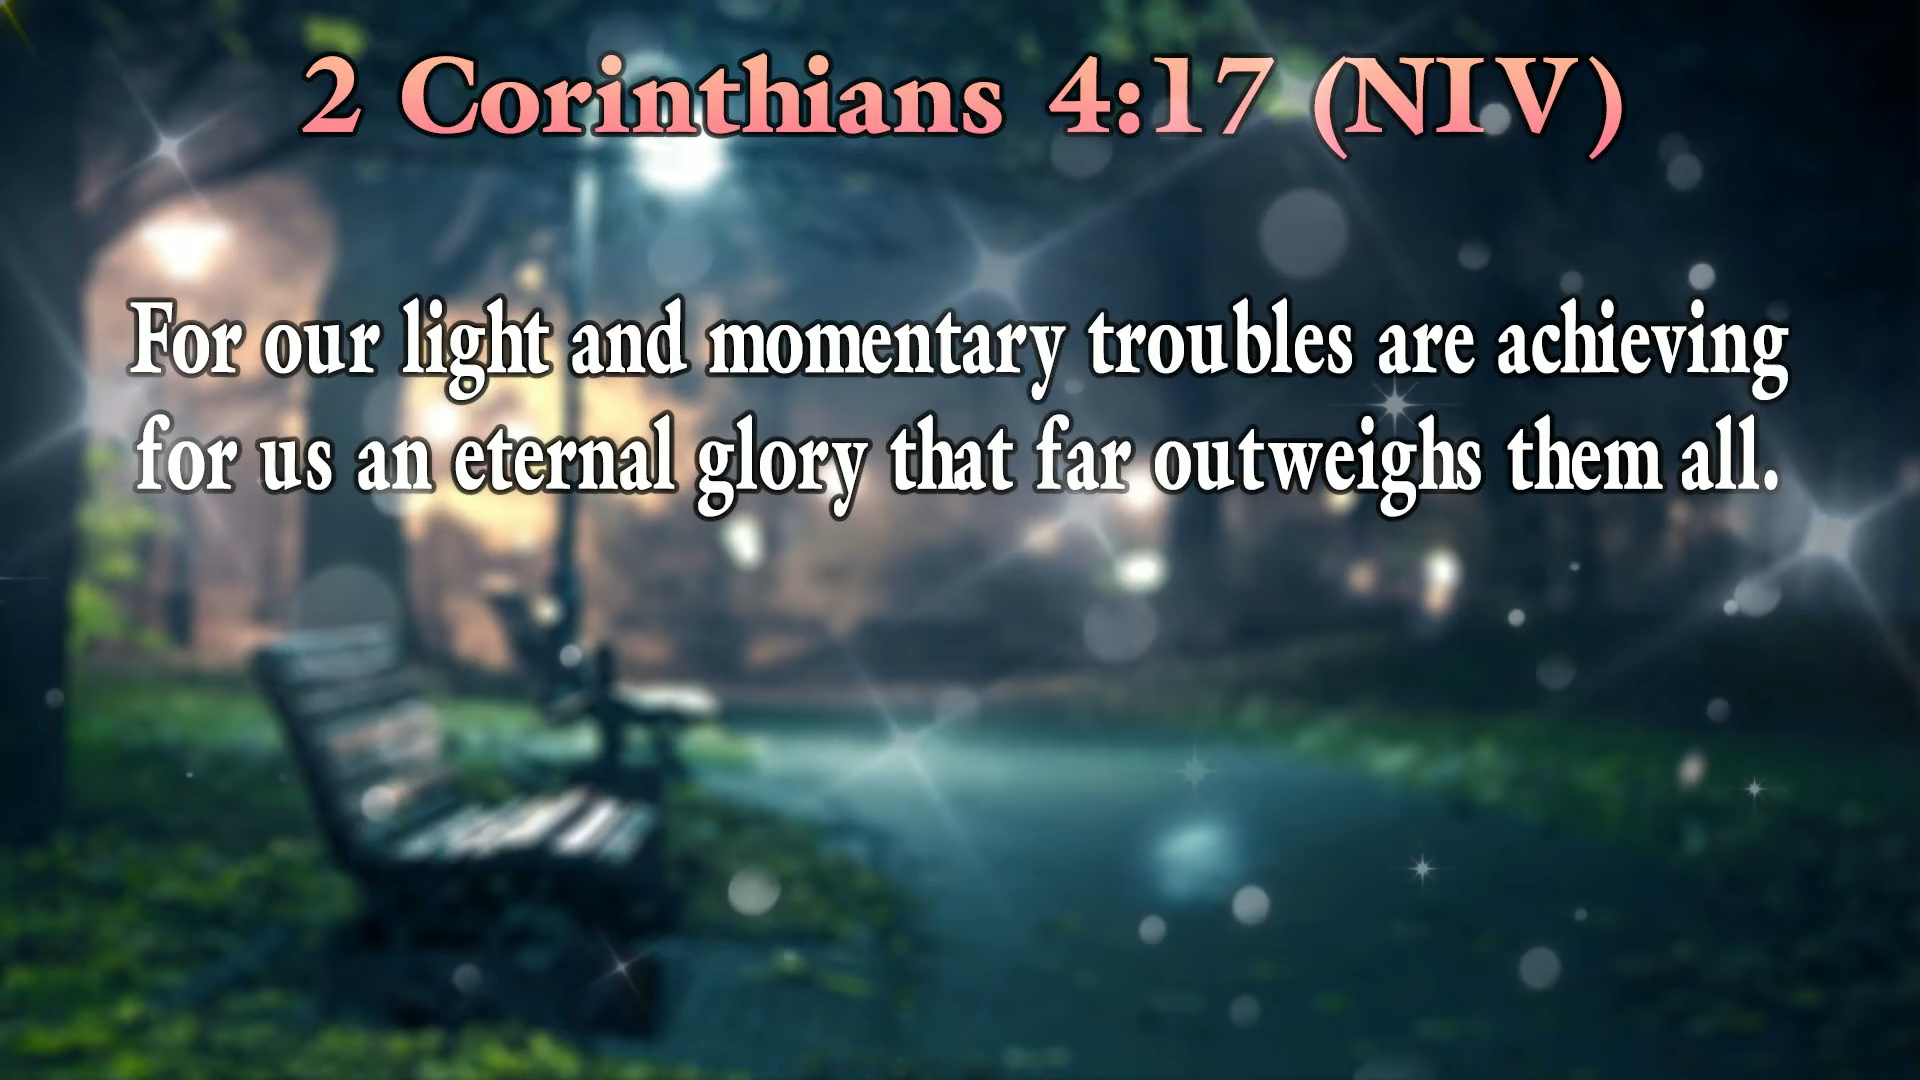 2 Corinthians 4:17 (NIV)
For our light and momentary troubles are achieving
for us an eternal glory that far outweighs them all.